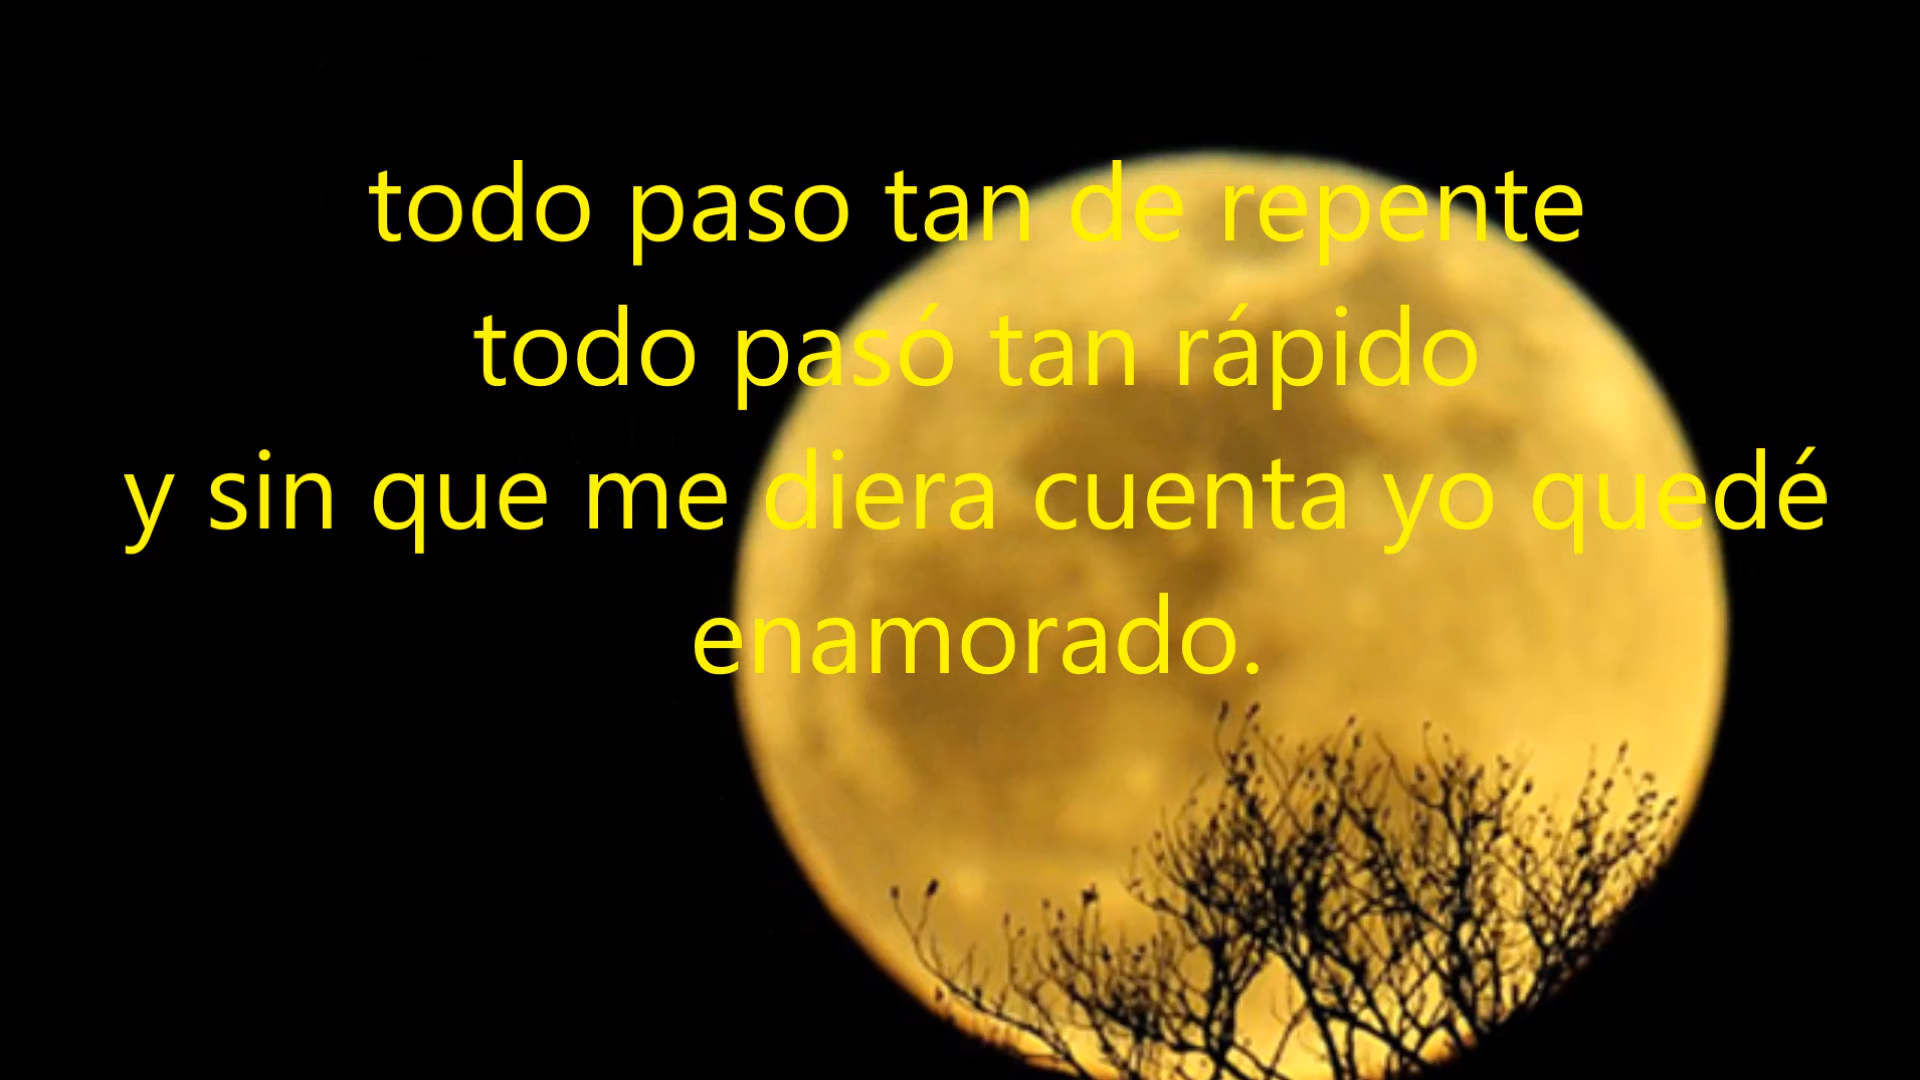 todo paso tan de repente
todo pasó tan rápido
y sin que me diera cuenta yo quedé
enamorado.